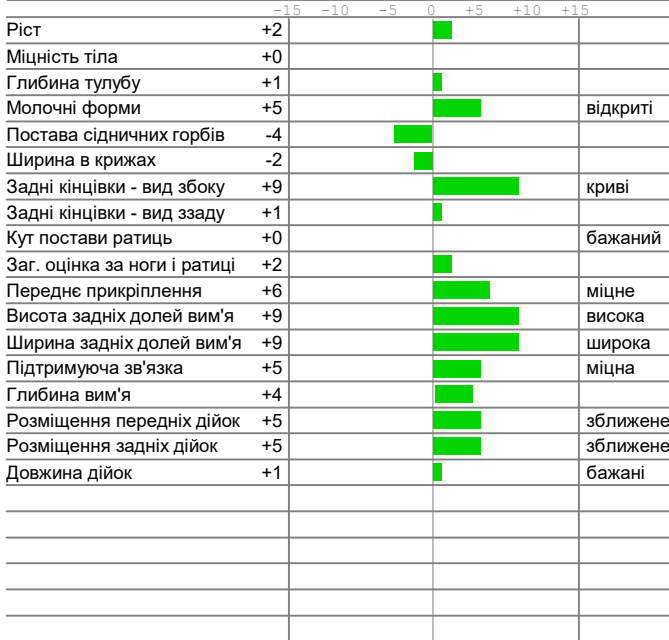 -15 -10 -5 0 +5 +10 +15
Ріст +2
Міцність тіла +0
Глибина тулубу +1
Молочні форми +5 відкриті
Постава сідничних горбів -4
Ширина в крижах -2
Задні кінцівки - вид збоку +9 криві
Задні кінцівки - вид ззаду +1
Кут постави ратиць +0 бажаний
Заг. оцінка за ноги і ратиці +2
Переднє прикріплення +6 міцне
Висота задніх долей вим'я +9 висока
Ширина задніх долей вим'я +9 широка
Підтримуюча зв'язка +5 міцна
Глибина вим'я +4
Розміщення передніх дійок +5 зближене
Розміщення задніх дійок +5 зближене
Довжина дійок +1 бажані